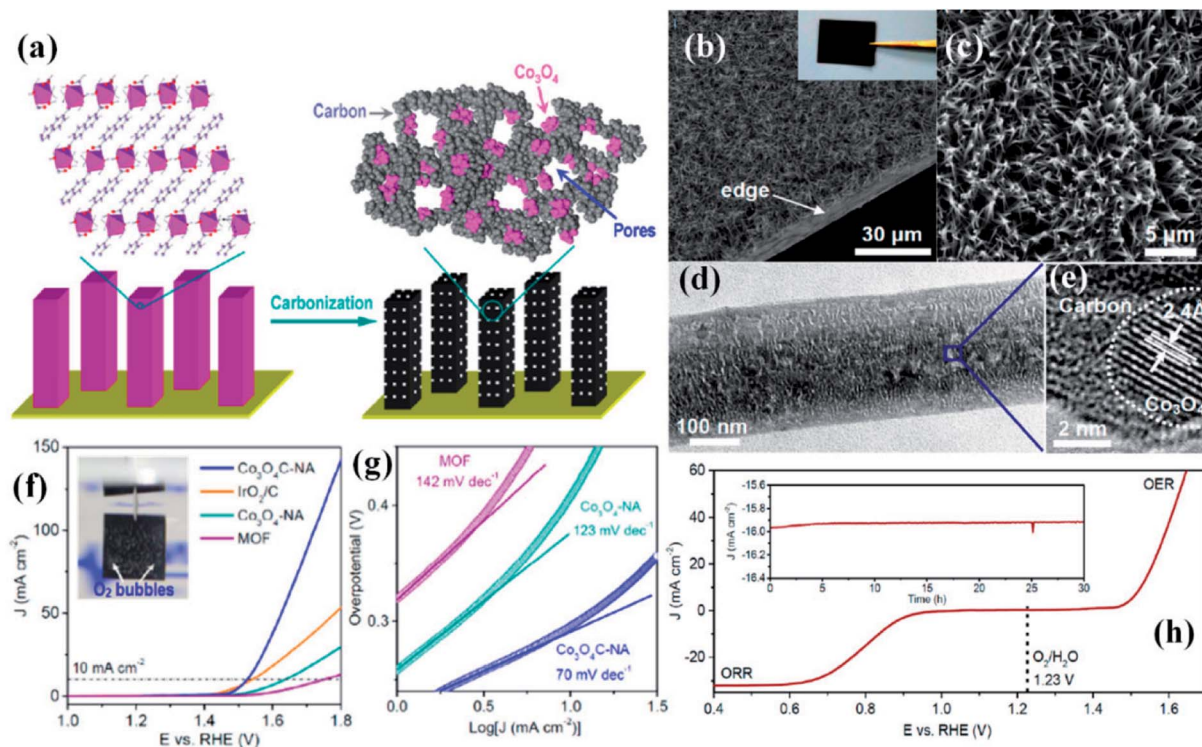 (a)
Co₃O₄
Carbon
Pores
Carbonization
(b)
edge
30 μm
(c)
5 μm
(d)
100 nm
(e)
Carbon
2.4
Co₃O
2 nm
(f)
150
125
100
75
50
25
0
J (mA cm⁻²)
Co₃O₄C-NA
IrO₂/C
Co₃O₄-NA
MOF
O₂ bubbles
10 mA cm⁻²
1.0 1.2 1.4 1.6 1.8
E vs. RHE (V)
(g)
0.4
0.3
Overpotential (V)
MOF
142 mV dec⁻¹
Co₃O₄-NA
123 mV dec⁻¹
Co₃O₄C-NA
70 mV dec⁻¹
0.0 0.5 1.0 1.5
Log[J (mA cm⁻²)]
(h)
60
40
20
0
-20
J (mA cm⁻²)
OER
-15.6
-15.8
-16.0
-16.2
-16.4
J (mA cm⁻²)
0 5 10 15 20 25 30
Time (h)
O₂/H₂O
1.23 V
ORR
0.4 0.6 0.8 1.0 1.2 1.4 1.6
E vs. RHE (V)